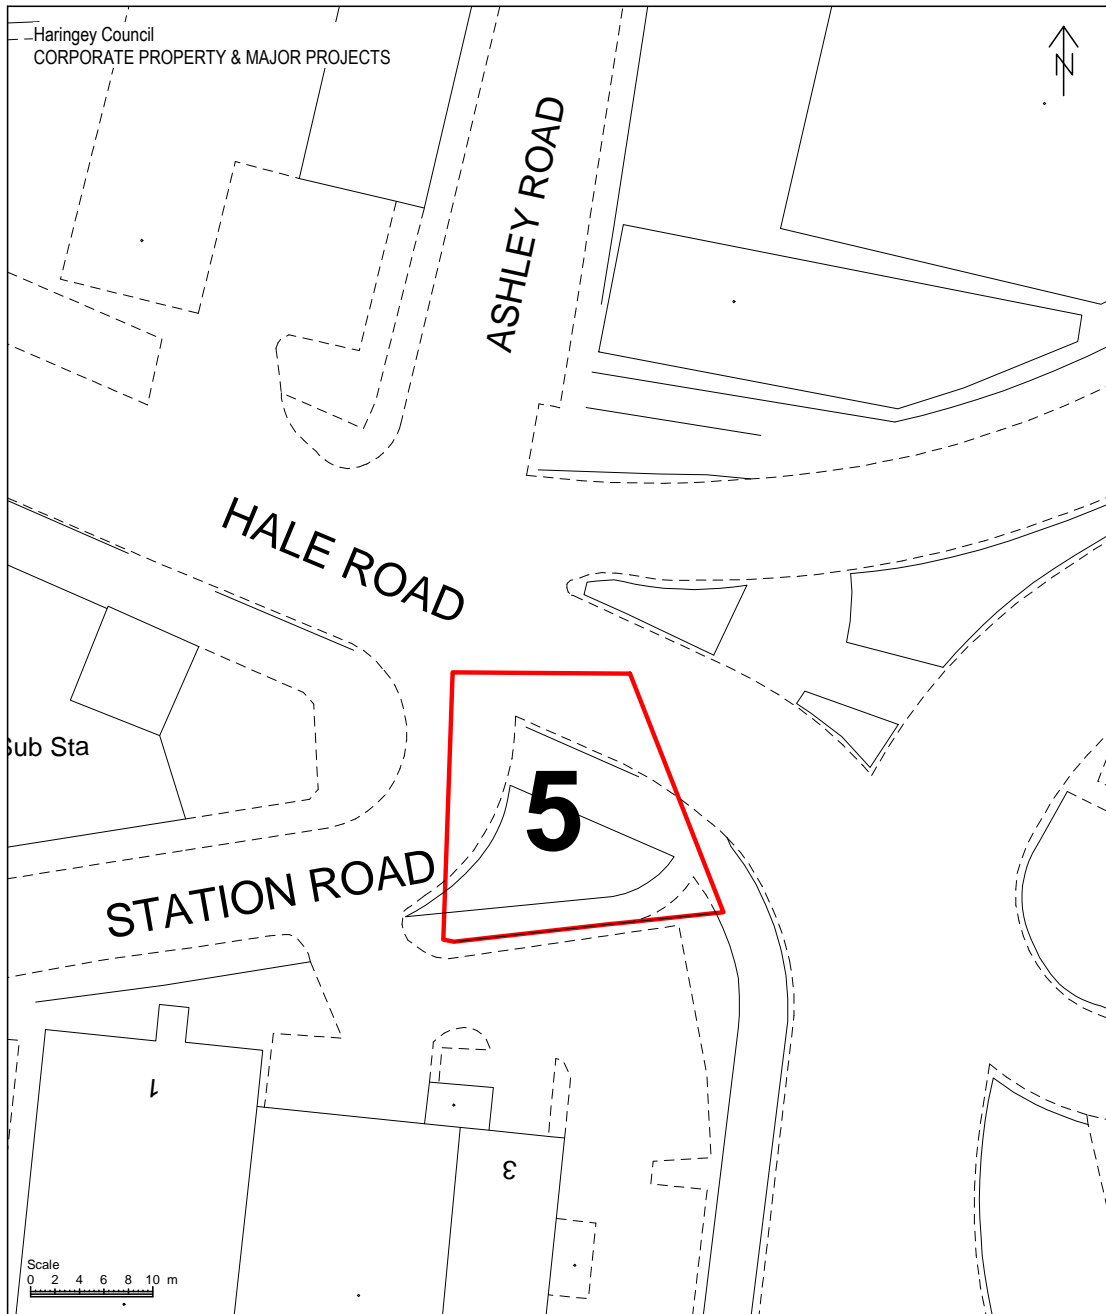 Haringey Council
CORPORATE PROPERTY & MAJOR PROJECTS
N
ASHLEY ROAD
HALE ROAD
Sub Sta
5
STATION ROAD
1
3
Scale
0 2 4 6 8 10 m